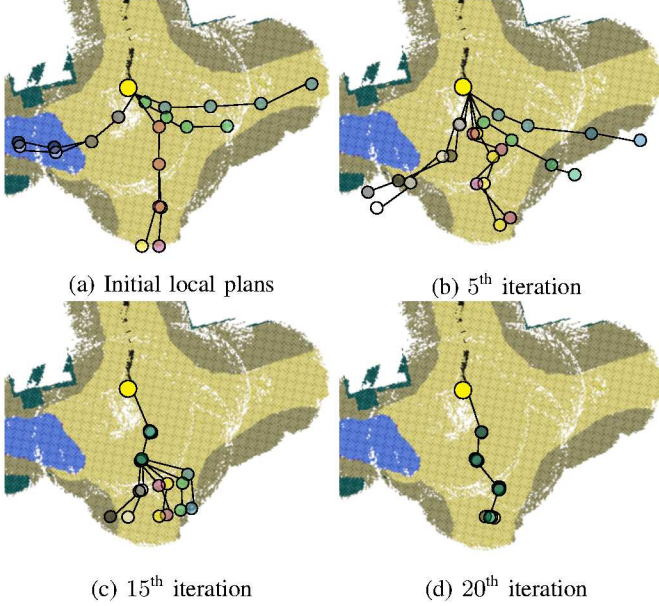 (a) Initial local plans
(b) 5th iteration
(c) 15th iteration
(d) 20th iteration